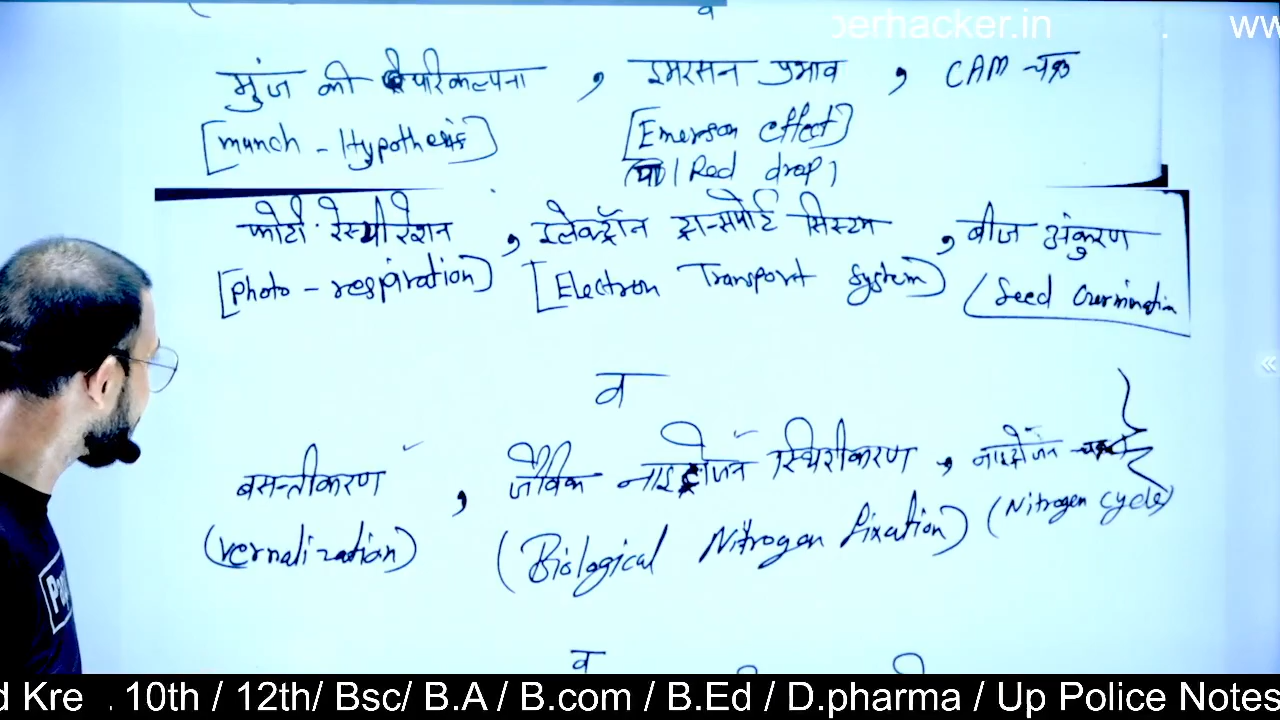 व
perhacker.in . ww
मुंज की परिकल्पना , इमरसन प्रभाव , CAM चक्र
[munch - Hypothesis] [Emerson effect]
(या Red drop)
फोटो रेस्पीरेशन , इलेक्ट्रॉन ट्रान्सपोर्ट सिस्टम , बीज अंकुरण
[photo - respiration) [Electron Transport System) (Seed Germination
व
बसन्तीकरण , जैविक नाइट्रोजन स्थिरीकरण , नाइट्रोजन चक्र
(vernalization) (Biological Nitrogen fixation) (Nitrogen cycle)
व
d Kre . 10th / 12th/ Bsc/ B.A / B.com / B.Ed / D.pharma / Up Police Notes